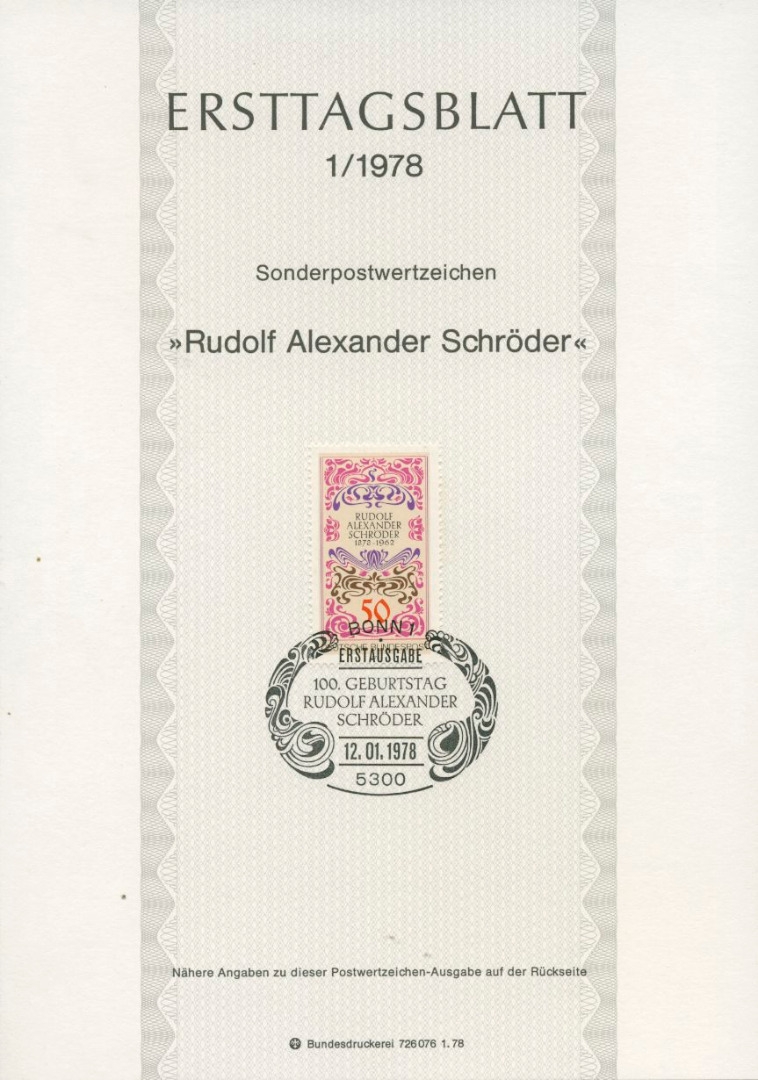 ERSTTAGSBLATT
1/1978
Sonderpostwertzeichen
»Rudolf Alexander Schröder«
RUDOLF
ALEXANDER
SCHRÖDER
1878-1962
50
BONN 1
DEUTSCHE BUNDESPOST
ERSTAUSGABE
100. GEBURTSTAG
RUDOLF ALEXANDER
SCHRÖDER
12.01.1978
5300
Nähere Angaben zu dieser Postwertzeichen-Ausgabe auf der Rückseite
Bundesdruckerei 726076 1.78